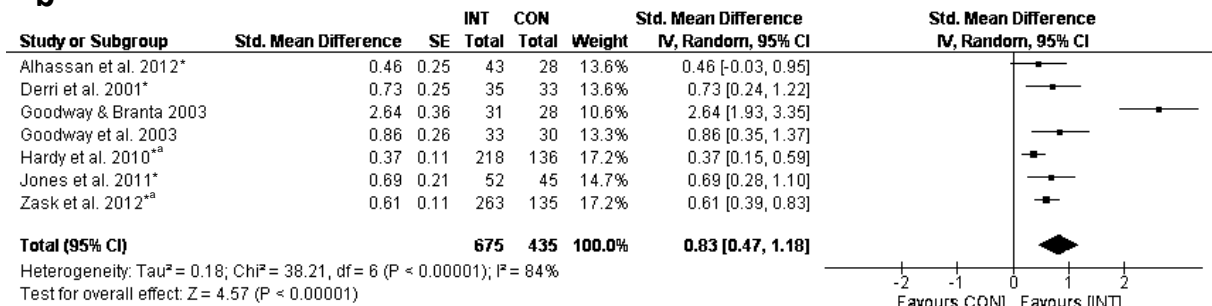 b
INT CON Std. Mean Difference Std. Mean Difference
Study or Subgroup Std. Mean Difference SE Total Total Weight IV, Random, 95% CI IV, Random, 95% CI
Alhassan et al. 2012* 0.46 0.25 43 28 13.6% 0.46 [-0.03, 0.95]
Derri et al. 2001* 0.73 0.25 35 33 13.6% 0.73 [0.24, 1.22]
Goodway & Branta 2003 2.64 0.36 31 28 10.6% 2.64 [1.93, 3.35]
Goodway et al. 2003 0.86 0.26 33 30 13.3% 0.86 [0.35, 1.37]
Hardy et al. 2010*ª 0.37 0.11 218 136 17.2% 0.37 [0.15, 0.59]
Jones et al. 2011* 0.69 0.21 52 45 14.7% 0.69 [0.28, 1.10]
Zask et al. 2012*ª 0.61 0.11 263 135 17.2% 0.61 [0.39, 0.83]
Total (95% CI) 675 435 100.0% 0.83 [0.47, 1.18]
Heterogeneity: Tau² = 0.18; Chi² = 38.21, df = 6 (P < 0.00001); I² = 84%
Test for overall effect: Z = 4.57 (P < 0.00001)
-2 -1 0 1 2
Favours CON] Favours [INT]